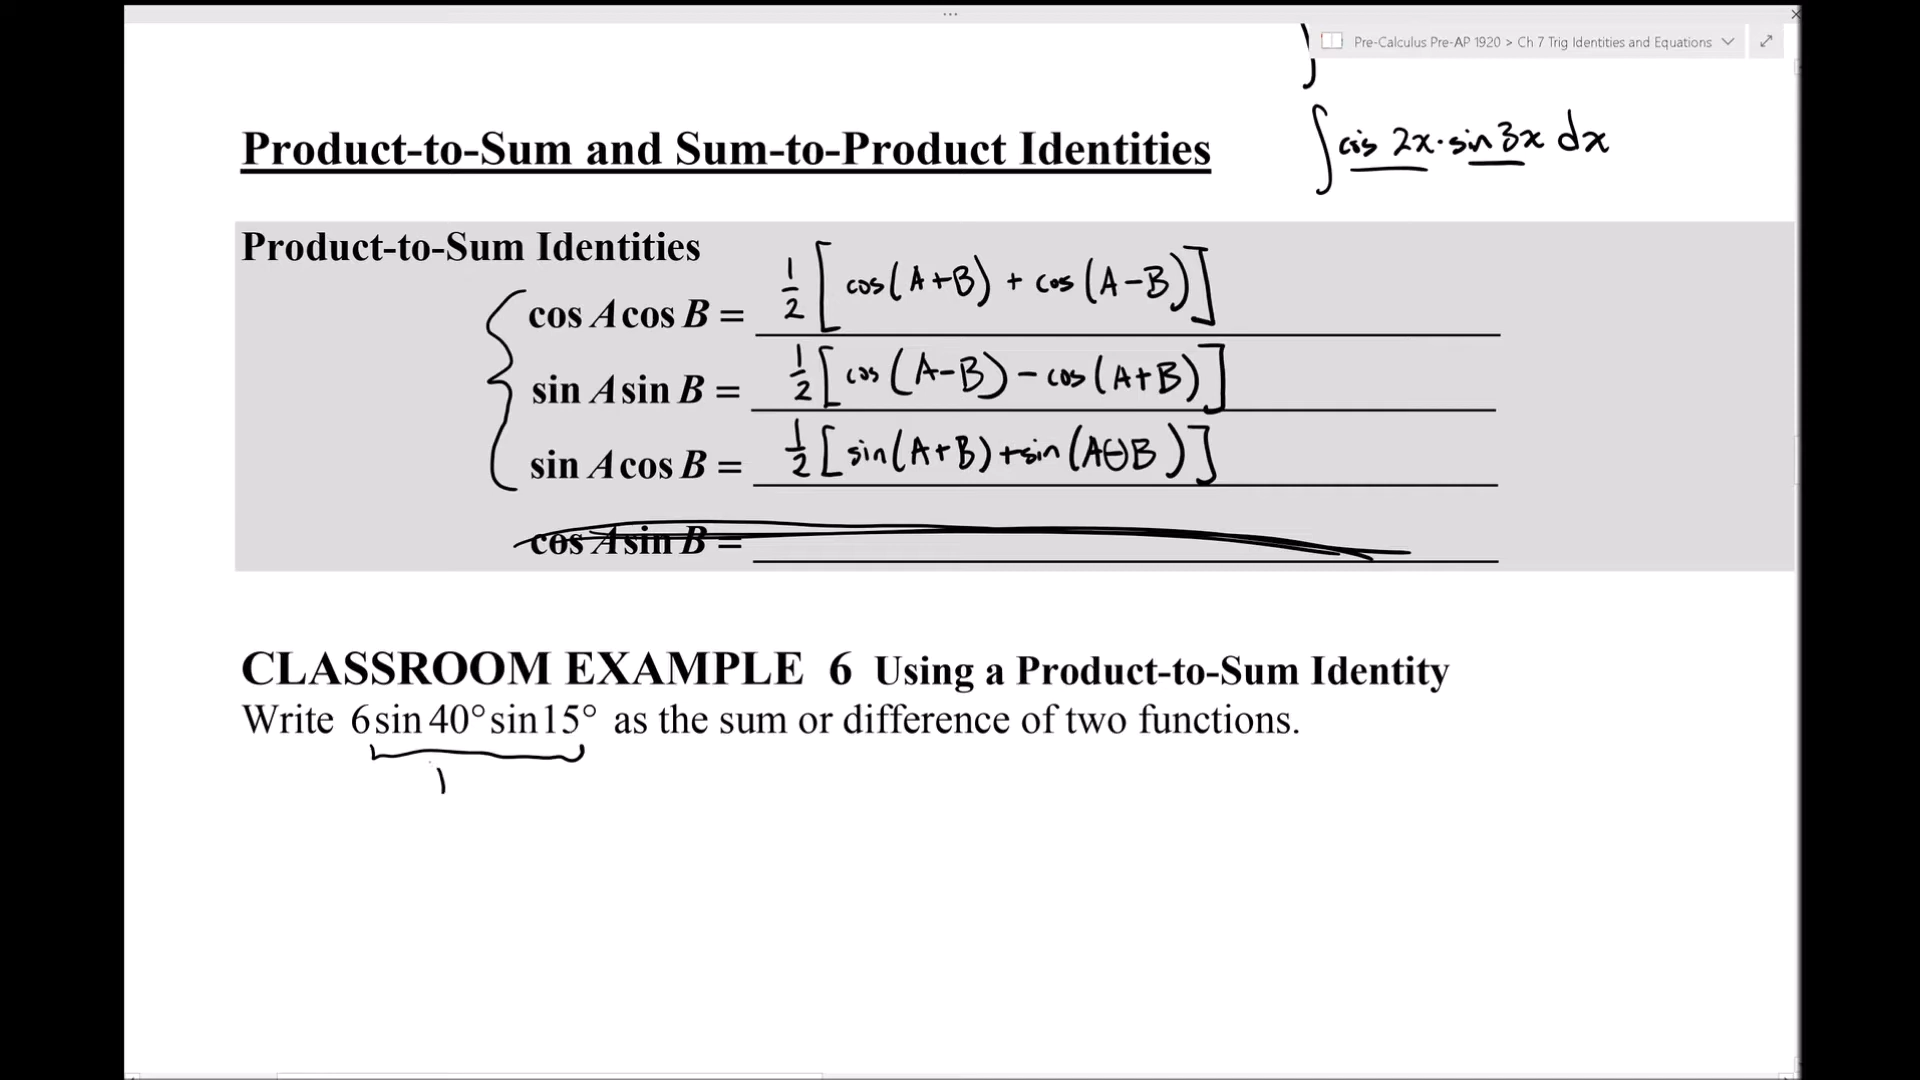 Pre-Calculus Pre-AP 1920 > Ch 7 Trig Identities and Equations
∫ cos 2x · sin 3x dx
Product-to-Sum and Sum-to-Product Identities
Product-to-Sum Identities
cos A cos B = 1/2 [cos(A+B) + cos(A-B)]
sin A sin B = 1/2 [cos(A-B) - cos(A+B)]
sin A cos B = 1/2 [sin(A+B) + sin(A-B)]
cos A sin B =
CLASSROOM EXAMPLE 6 Using a Product-to-Sum Identity
Write 6 sin 40° sin 15° as the sum or difference of two functions.